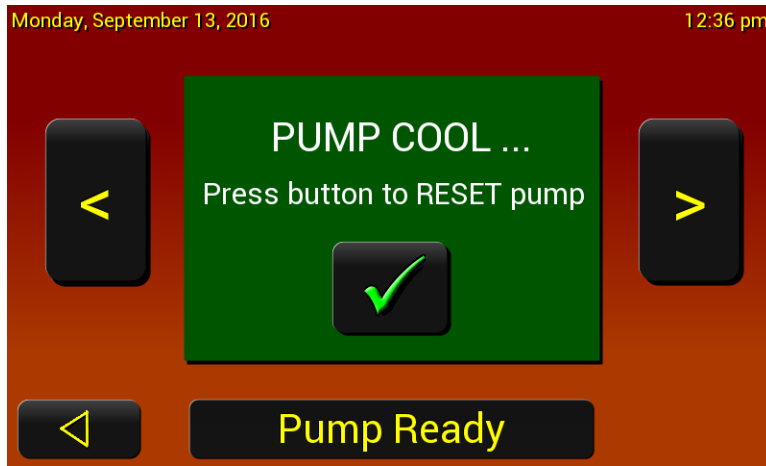 Monday, September 13, 2016
12:36 pm
PUMP COOL ...
Press button to RESET pump
<
>
Pump Ready